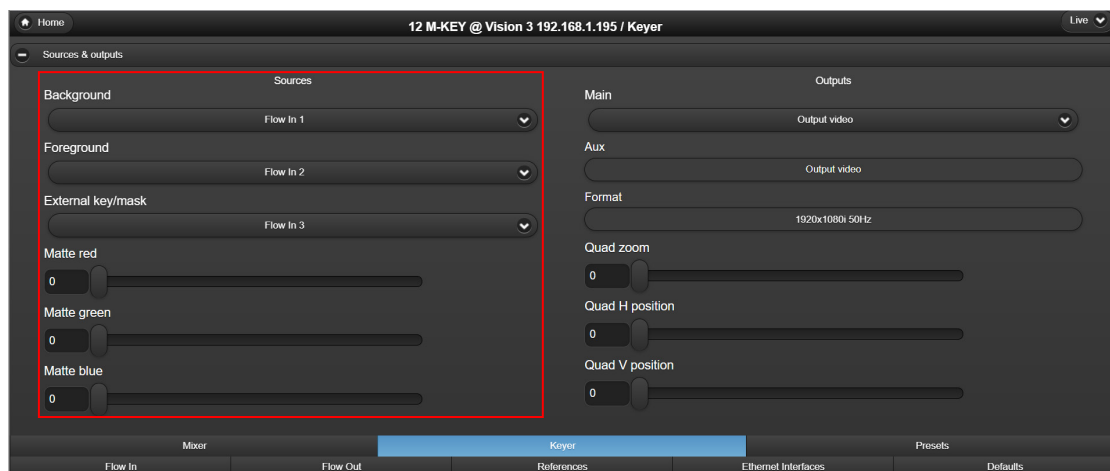 Home
12 M-KEY @ Vision 3 192.168.1.195 / Keyer
Live
Sources & outputs
Sources
Background
Flow In 1
Foreground
Flow In 2
External key/mask
Flow In 3
Matte red
0
Matte green
0
Matte blue
0
Outputs
Main
Output video
Aux
Output video
Format
1920x1080i 50Hz
Quad zoom
0
Quad H position
0
Quad V position
0
Mixer Keyer Presets
Flow In Flow Out References Ethernet Interfaces Defaults